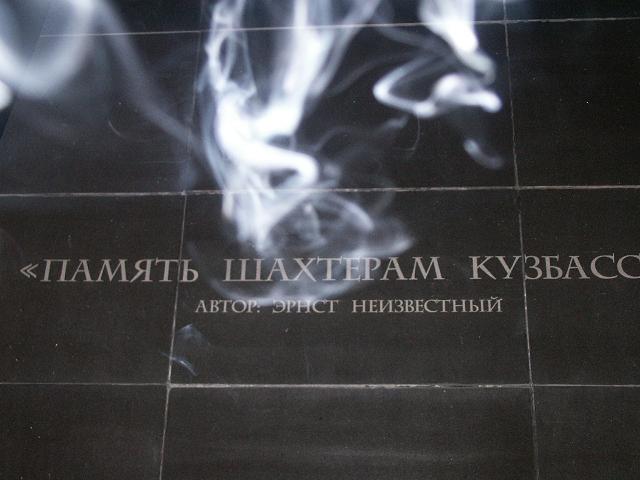 «ПАМЯТЬ ШАХТЕРАМ КУЗБАСС
АВТОР: ЭРНСТ НЕИЗВЕСТНЫЙ